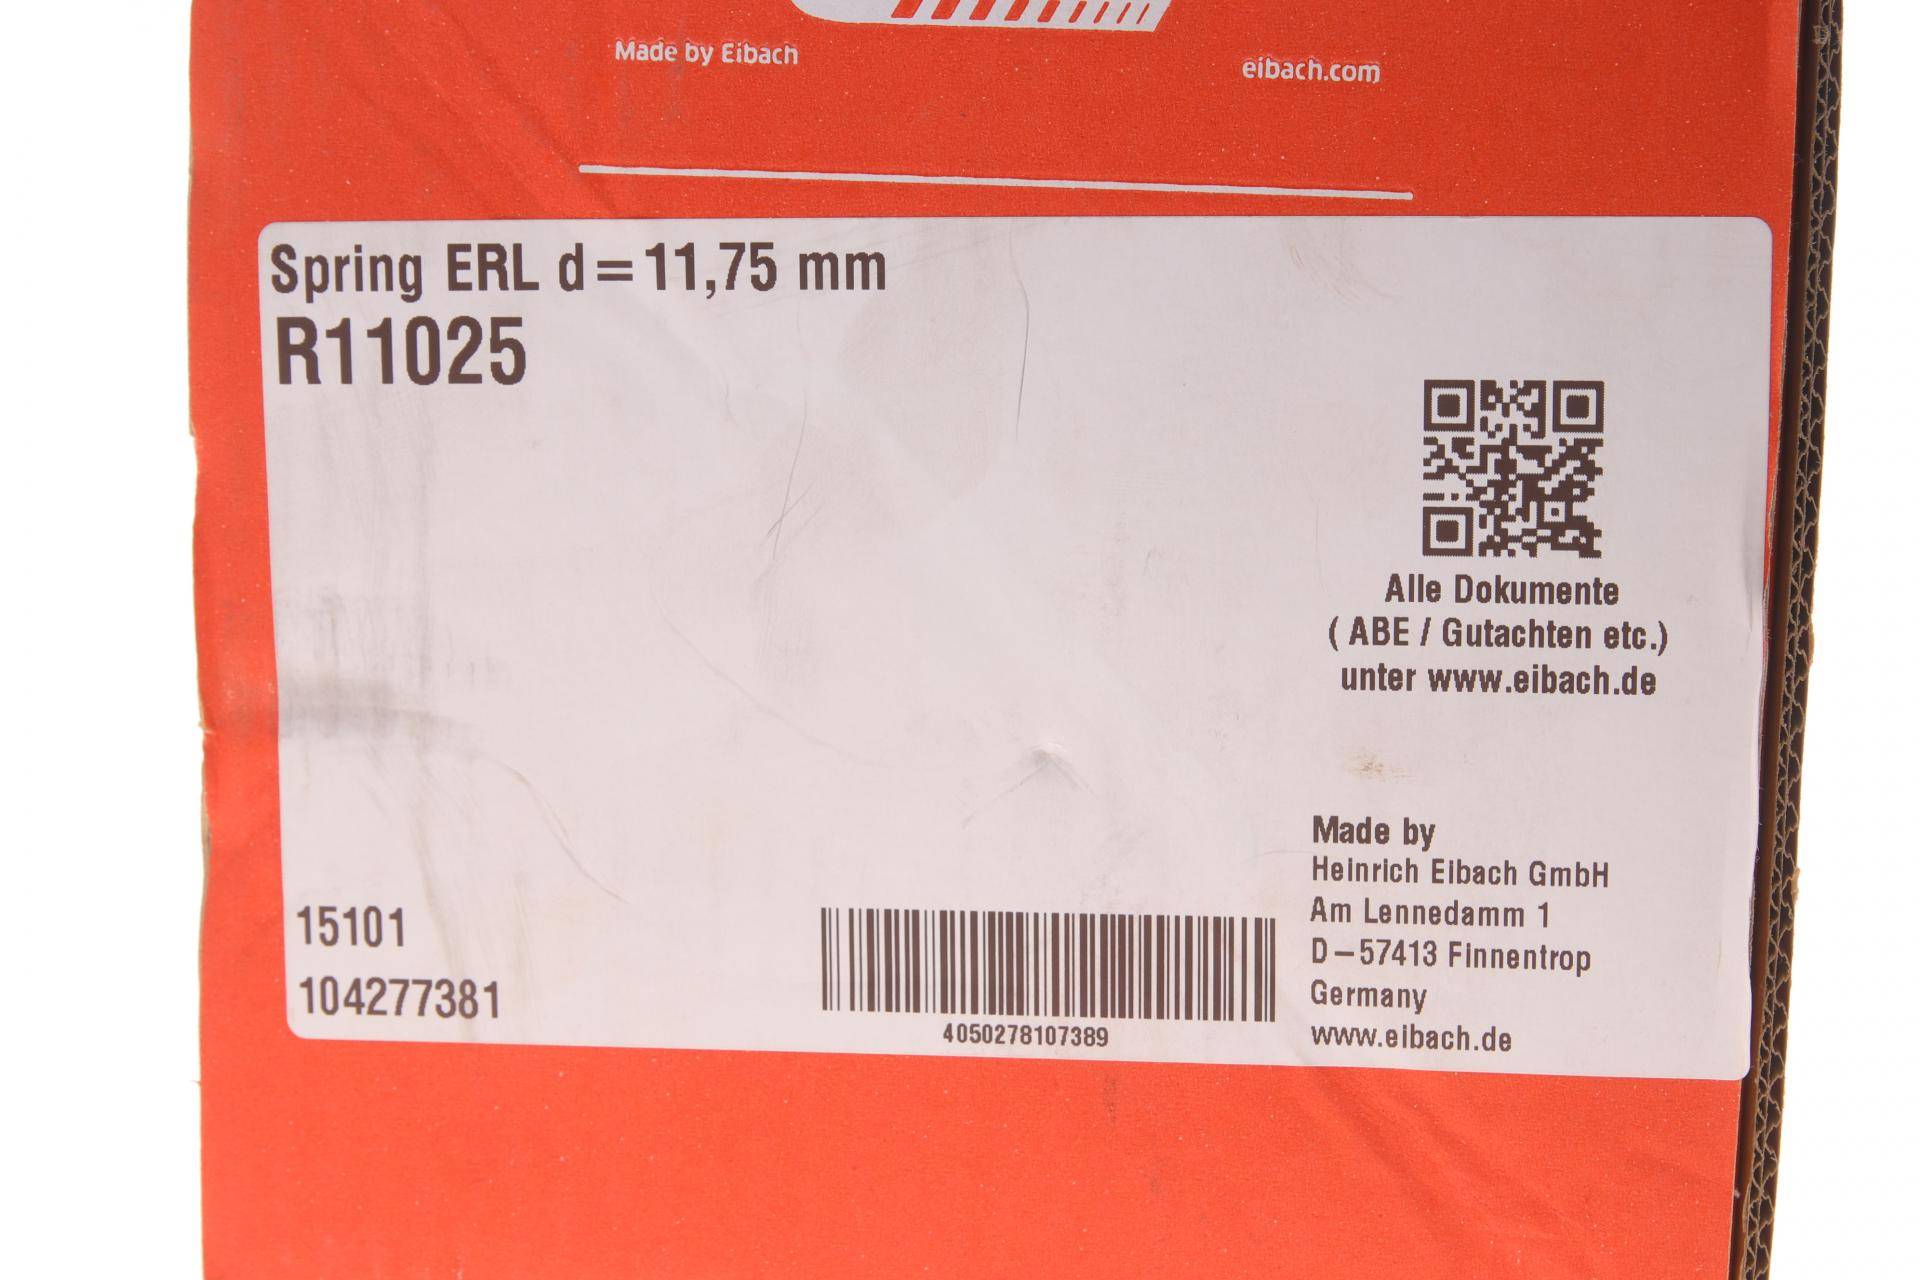 Made by Eibach
eibach.com
Spring ERL d=11,75 mm
R11025
Alle Dokumente
( ABE / Gutachten etc.)
unter www.eibach.de
Made by
Heinrich Eibach GmbH
Am Lennedamm 1
D-57413 Finnentrop
Germany
www.eibach.de
15101
104277381
4050278107389